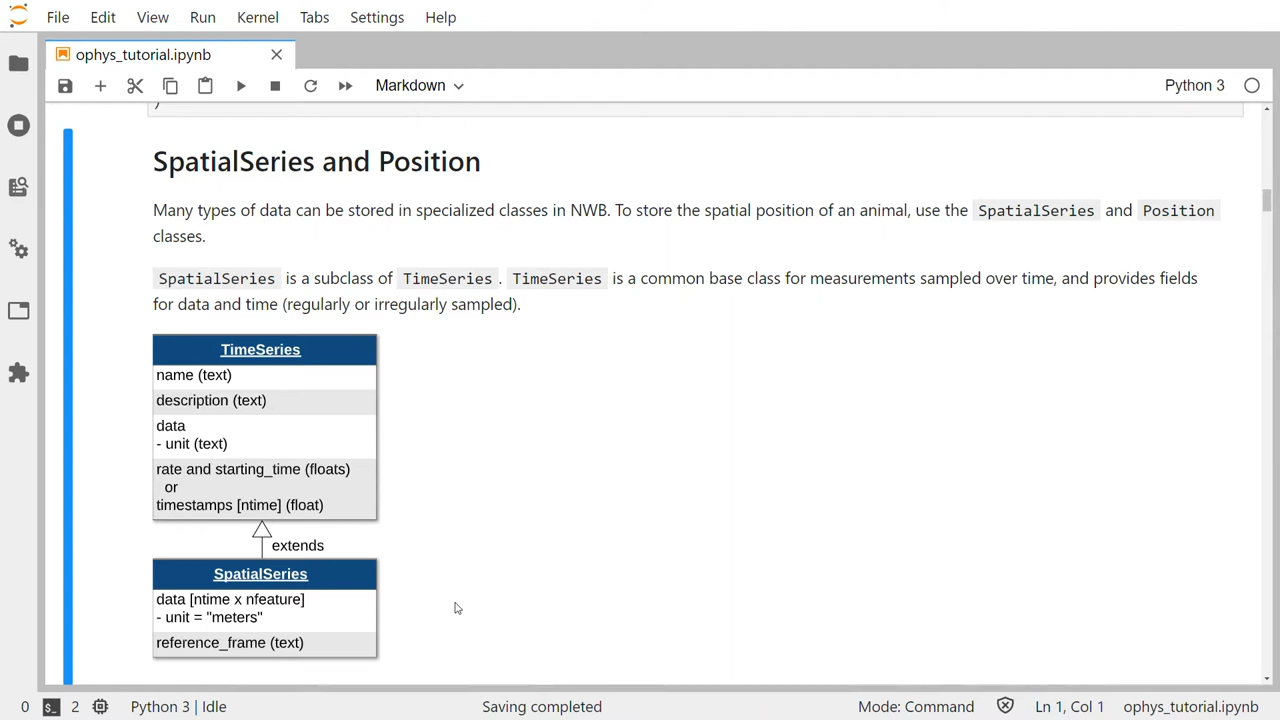 File Edit View Run Kernel Tabs Settings Help
ophys_tutorial.ipynb
Markdown Python 3
)
SpatialSeries and Position
Many types of data can be stored in specialized classes in NWB. To store the spatial position of an animal, use the SpatialSeries and Position
classes.
SpatialSeries is a subclass of TimeSeries. TimeSeries is a common base class for measurements sampled over time, and provides fields
for data and time (regularly or irregularly sampled).
TimeSeries
name (text)
description (text)
data
- unit (text)
rate and starting_time (floats)
or
timestamps [ntime] (float)
extends
SpatialSeries
data [ntime x nfeature]
- unit = "meters"
reference_frame (text)
0 2 Python 3 | Idle Saving completed Mode: Command Ln 1, Col 1 ophys_tutorial.ipynb